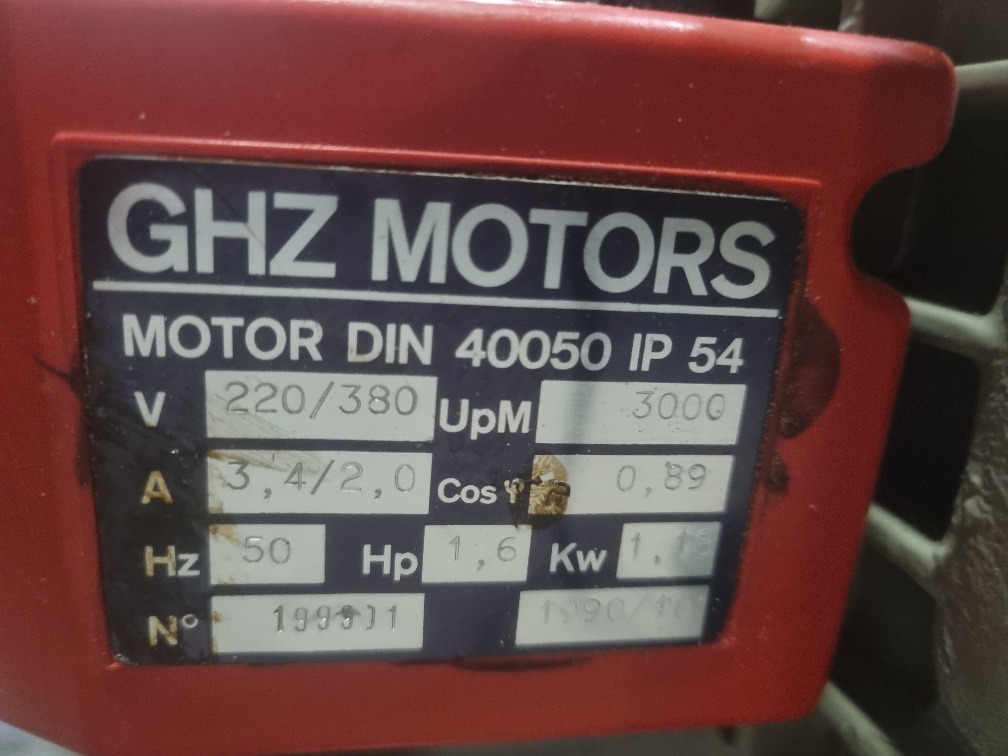 GHZ MOTORS
MOTOR DIN 40050 IP 54
V 220/380 UpM 3000
A 3,4/2,0 Cos φ 0,89
Hz 50 Hp 1,6 Kw
N°